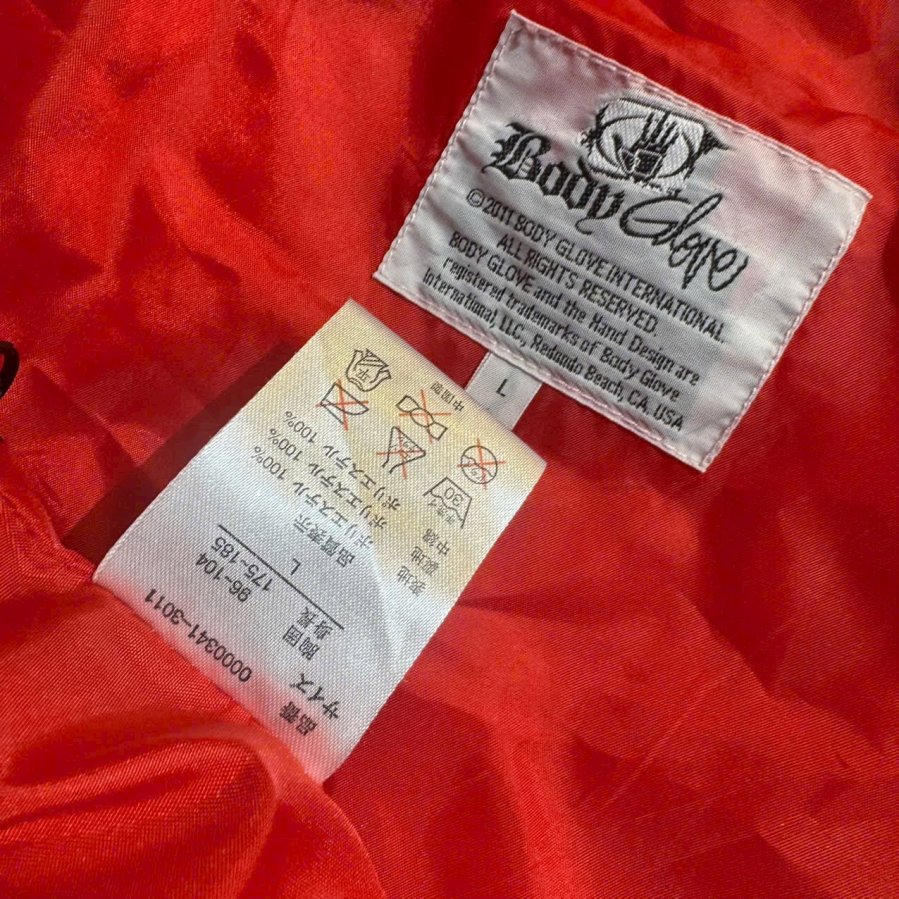 Body Glove
© 2011 BODY GLOVE INTERNATIONAL
ALL RIGHTS RESERVED.
BODY GLOVE and the Hand Design are
registered trademarks of Body Glove
International, LLC, Redondo Beach, CA. USA
L
品番 0000341-3011
サイズ L
胸囲 96~104
身長 175~185
品質表示
表地 ポリエステル 100%
中綿 ポリエステル 100%
裏地 ポリエステル 100%
30
中国製